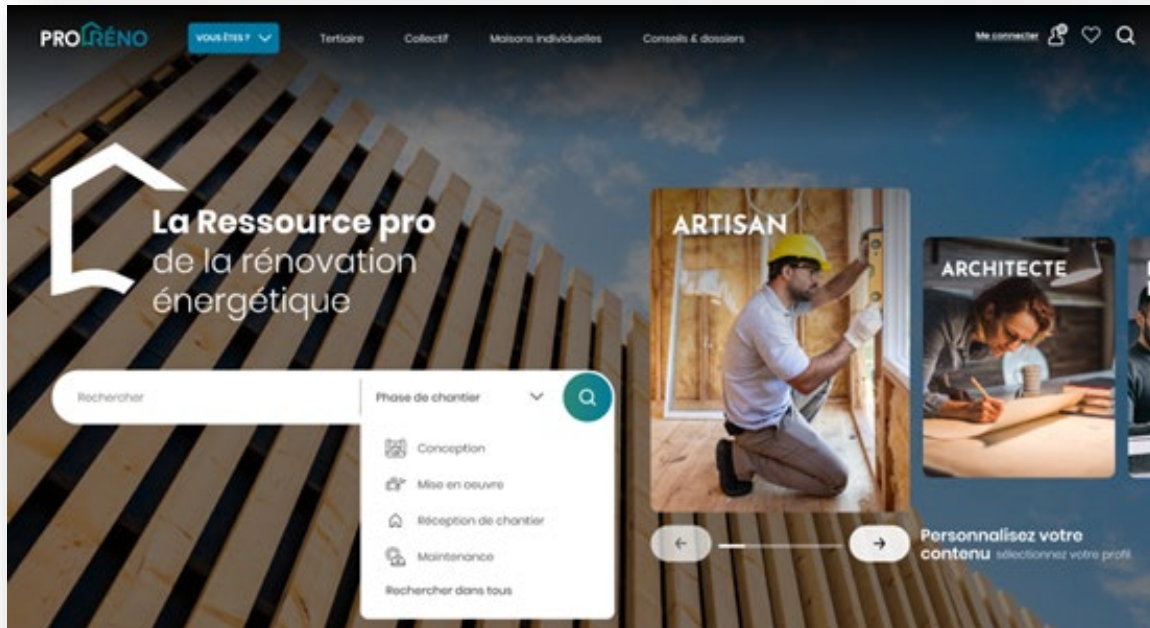 PRORÉNO
VOUS ÊTES ?
Tertiaire
Collectif
Maisons individuelles
Conseils & dossiers
Me connecter
La Ressource pro
de la rénovation
énergétique
Rechercher
Phase de chantier
Conception
Mise en oeuvre
Réception de chantier
Maintenance
Rechercher dans tous
ARTISAN
ARCHITECTE
Personnalisez votre
contenu sélectionnez votre profil